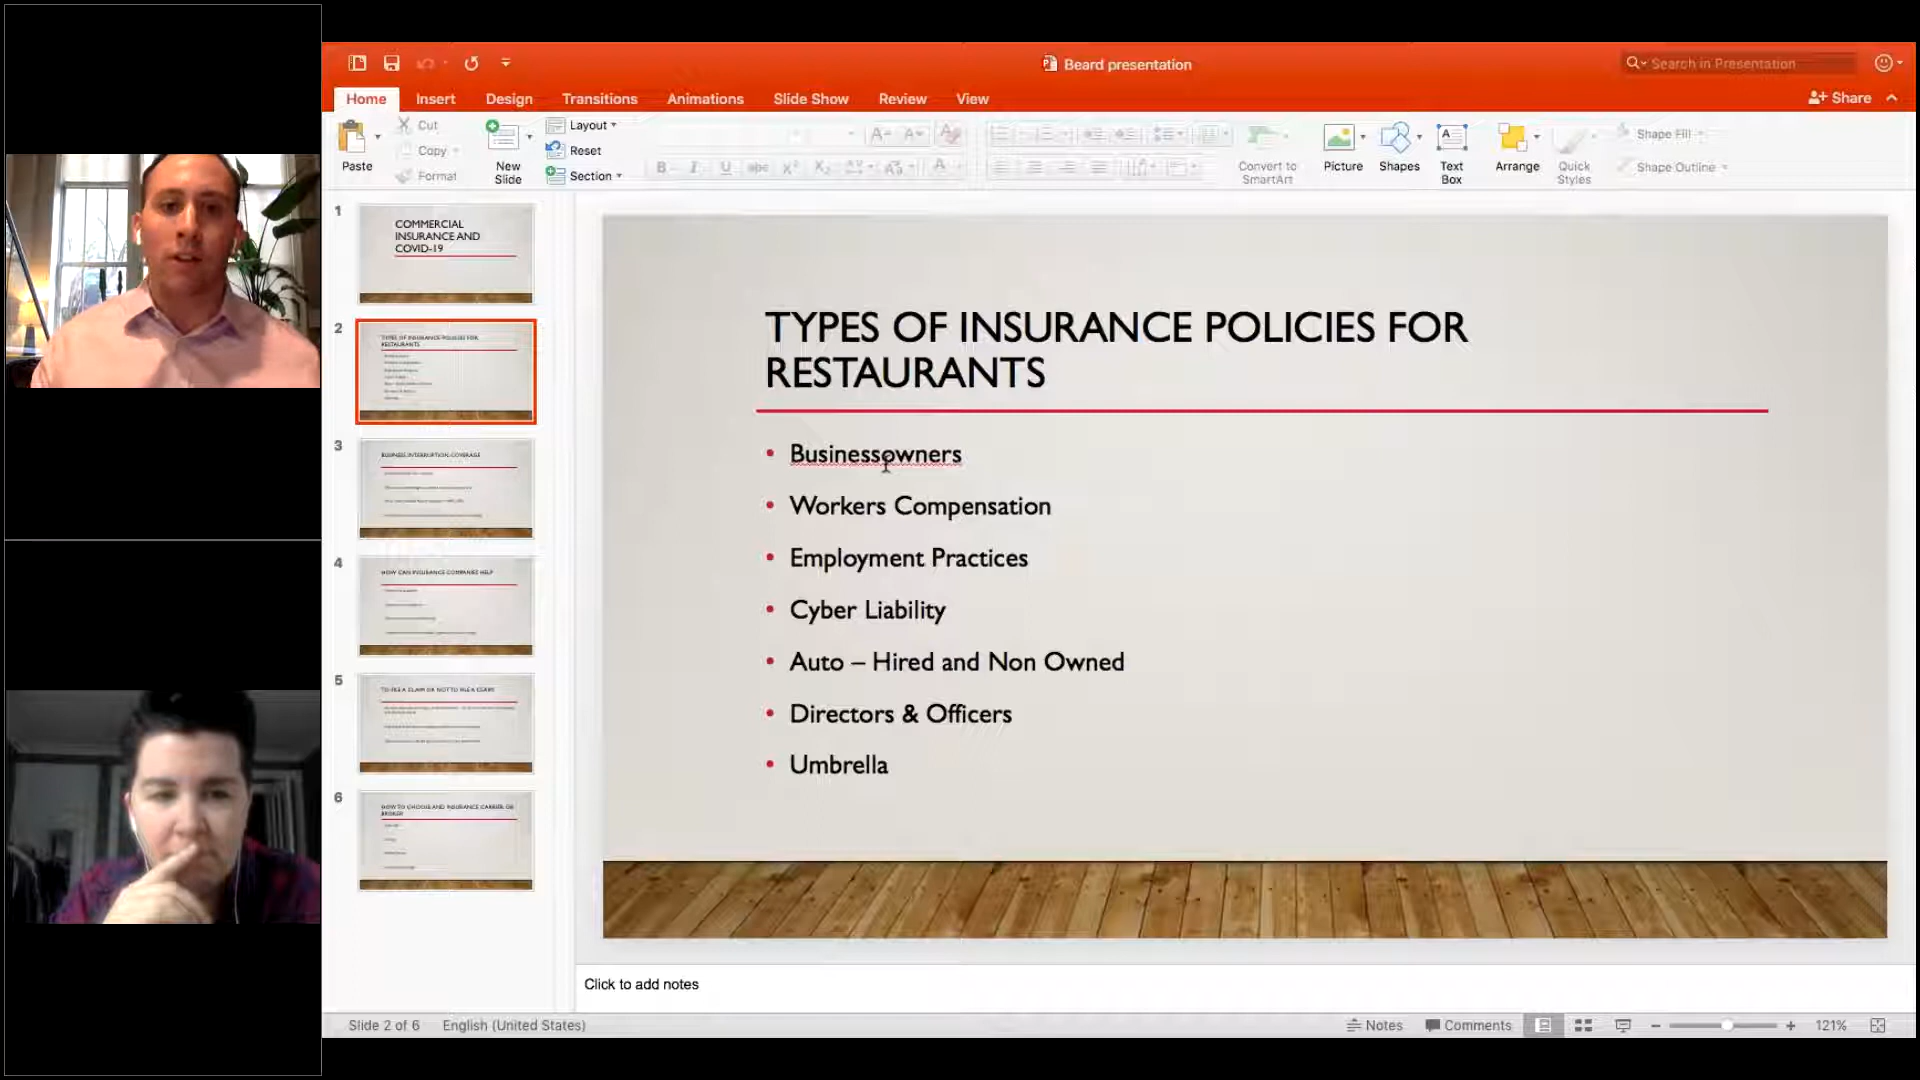 Beard presentation
Search in Presentation
Home Insert Design Transitions Animations Slide Show Review View Share
Paste
Cut
Copy
Format
New
Slide
Layout
Reset
Section
Convert to
SmartArt
Picture
Shapes
Text
Box
Arrange
Quick
Styles
Shape Fill
Shape Outline
1
COMMERCIAL
INSURANCE AND
COVID-19
2
TYPES OF INSURANCE POLICIES FOR
RESTAURANTS
3
BUSINESS INTERRUPTION COVERAGE
4
HOW CAN INSURANCE COMPANIES HELP
5
TO FILE A CLAIM OR NOT TO FILE A CLAIM
6
HOW TO CHOOSE AND INSURANCE CARRIER OR
BROKER
TYPES OF INSURANCE POLICIES FOR
RESTAURANTS
• Businessowners
• Workers Compensation
• Employment Practices
• Cyber Liability
• Auto – Hired and Non Owned
• Directors & Officers
• Umbrella
Click to add notes
Slide 2 of 6 English (United States) Notes Comments 121%